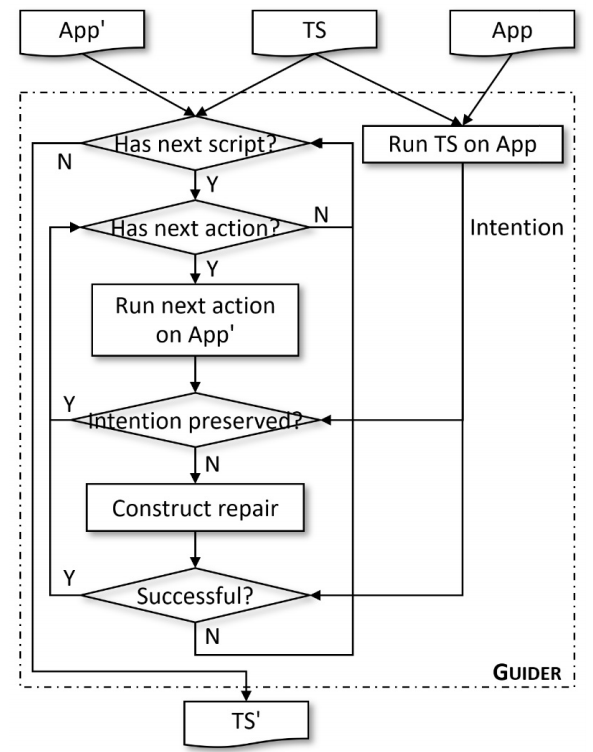 App'
TS
App
Has next script?
Run TS on App
N
Y
Has next action?
N
Intention
Y
Run next action
on App'
Y
Intention preserved?
N
Construct repair
Y
Successful?
N
GUIDER
TS'